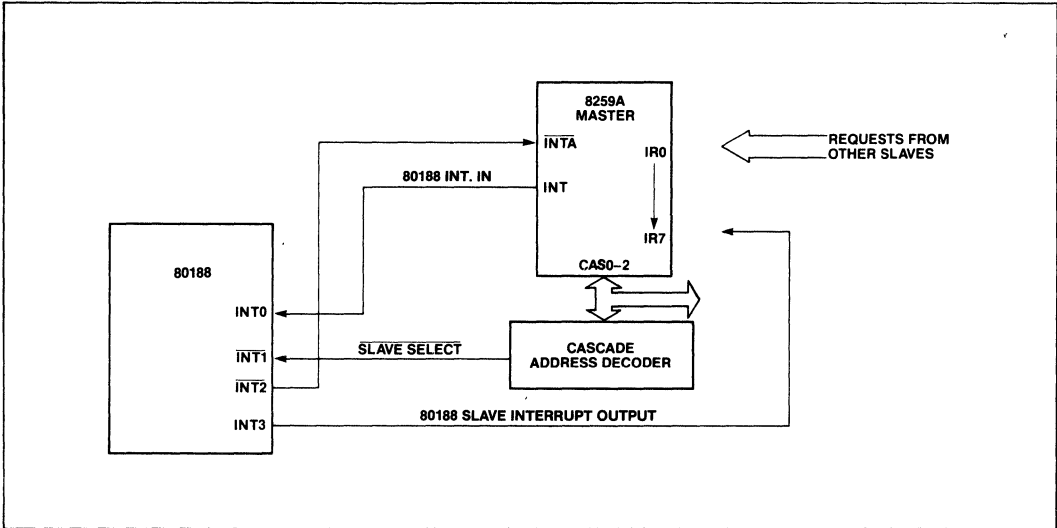 8259A
MASTER
INTA
IR0
REQUESTS FROM
OTHER SLAVES
80188 INT. IN
INT
IR7
CAS0-2
80188
INT0
SLAVE SELECT
CASCADE
ADDRESS DECODER
INT1
INT2
80188 SLAVE INTERRUPT OUTPUT
INT3